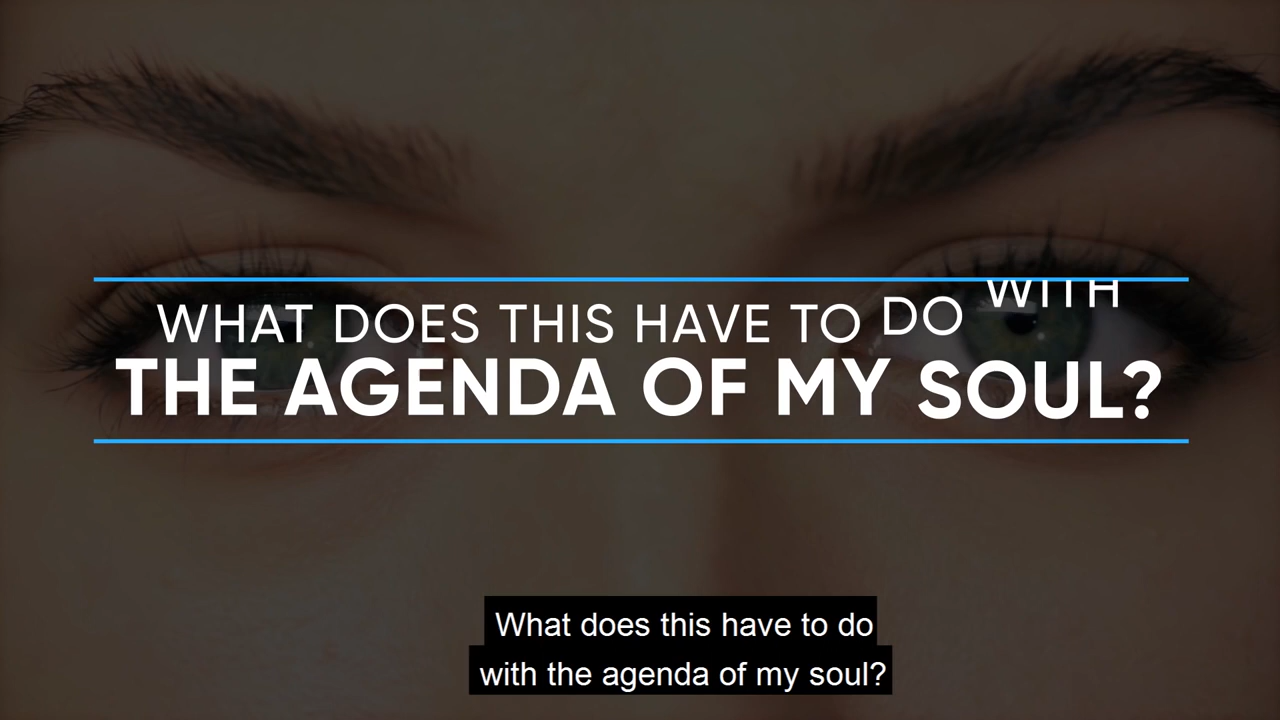 WHAT DOES THIS HAVE TO DO WITH
THE AGENDA OF MY SOUL?
What does this have to do
with the agenda of my soul?